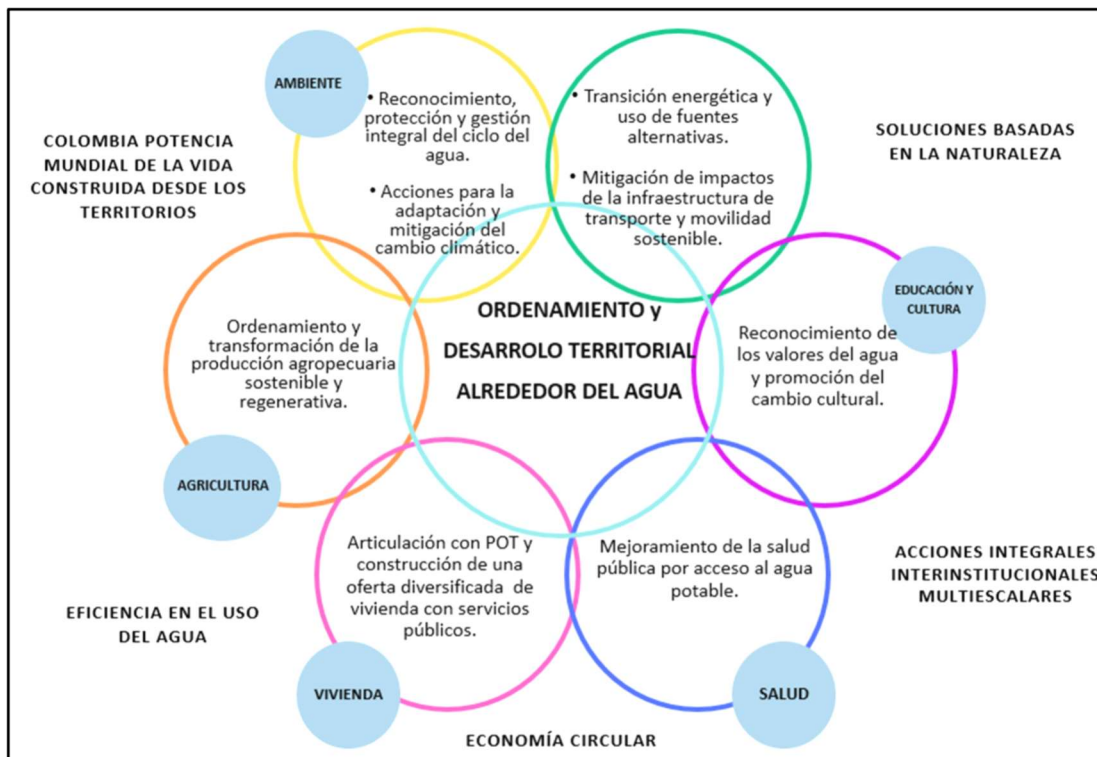 AMBIENTE
• Reconocimiento,
protección y gestión
integral del ciclo del
agua.
• Acciones para la
adaptación y
mitigación del
cambio climático.
• Transición energética y
uso de fuentes
alternativas.
• Mitigación de impactos
de la infraestructura de
transporte y movilidad
sostenible.
COLOMBIA POTENCIA
MUNDIAL DE LA VIDA
CONSTRUIDA DESDE LOS
TERRITORIOS
SOLUCIONES BASADAS
EN LA NATURALEZA
EDUCACIÓN Y
CULTURA
Reconocimiento de
los valores del agua
y promoción del
cambio cultural.
ORDENAMIENTO y
DESARROLO TERRITORIAL
ALREDEDOR DEL AGUA
Ordenamiento y
transformación de la
producción agropecuaria
sostenible y
regenerativa.
AGRICULTURA
Articulación con POT y
construcción de una
oferta diversificada de
vivienda con servicios
públicos.
VIVIENDA
Mejoramiento de la salud
pública por acceso al agua
potable.
SALUD
EFICIENCIA EN EL USO
DEL AGUA
ACCIONES INTEGRALES
INTERINSTITUCIONALES
MULTIESCALARES
ECONOMÍA CIRCULAR